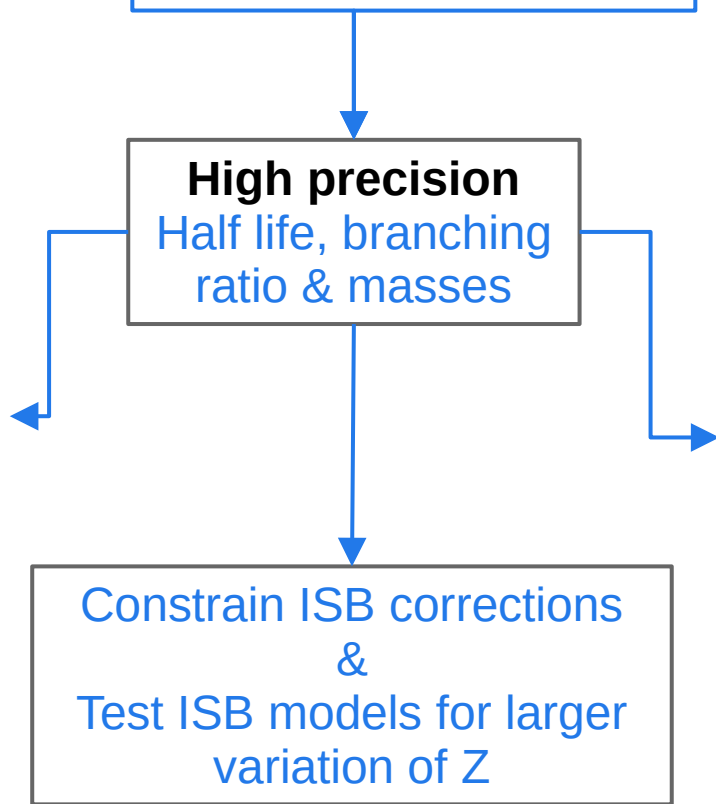 High precision
Half life, branching
ratio & masses
Constrain ISB corrections
&
Test ISB models for larger
variation of Z